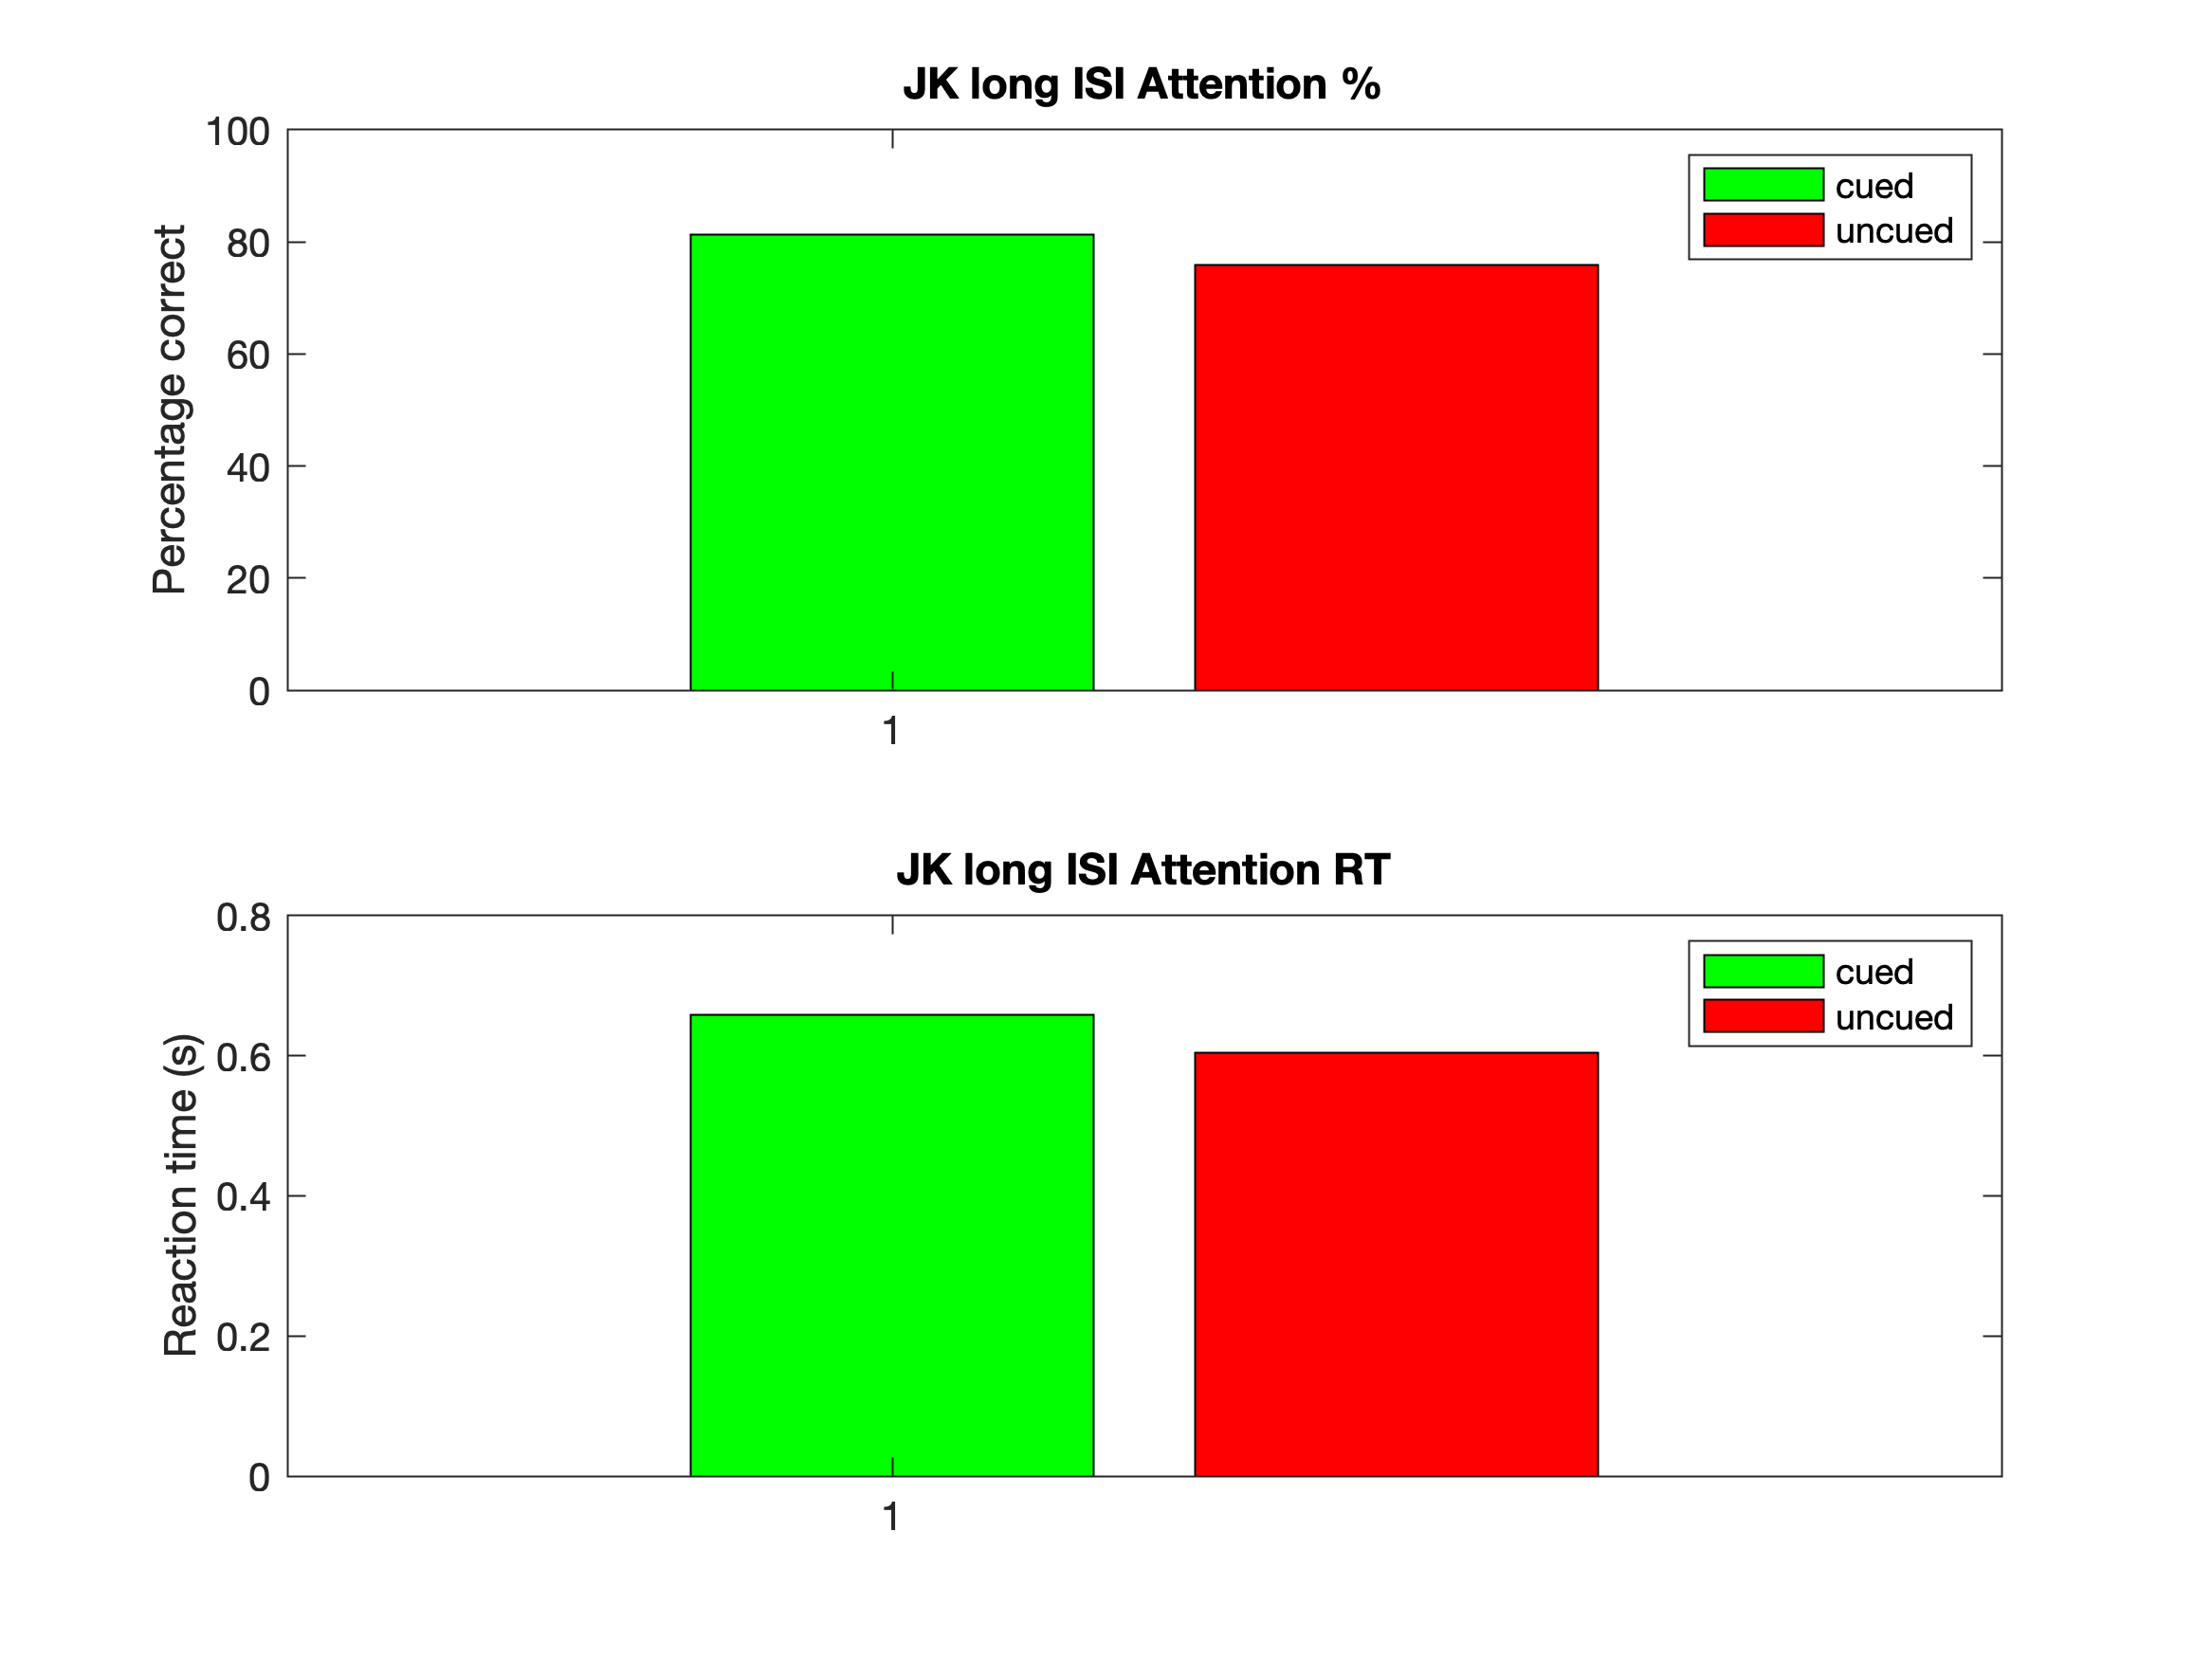 JK long ISI Attention %
100
80
60
40
20
0
Percentage correct
cued
uncued
1
JK long ISI Attention RT
0.8
0.6
0.4
0.2
0
Reaction time (s)
cued
uncued
1